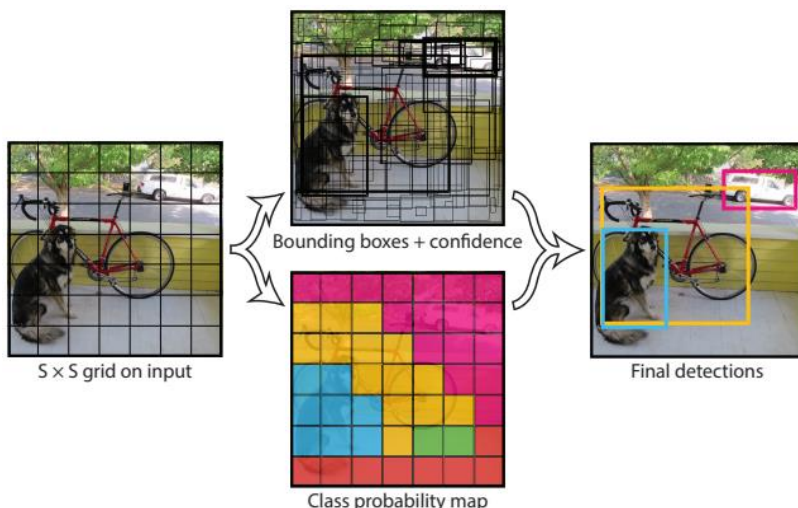 S × S grid on input
Bounding boxes + confidence
Class probability map
Final detections